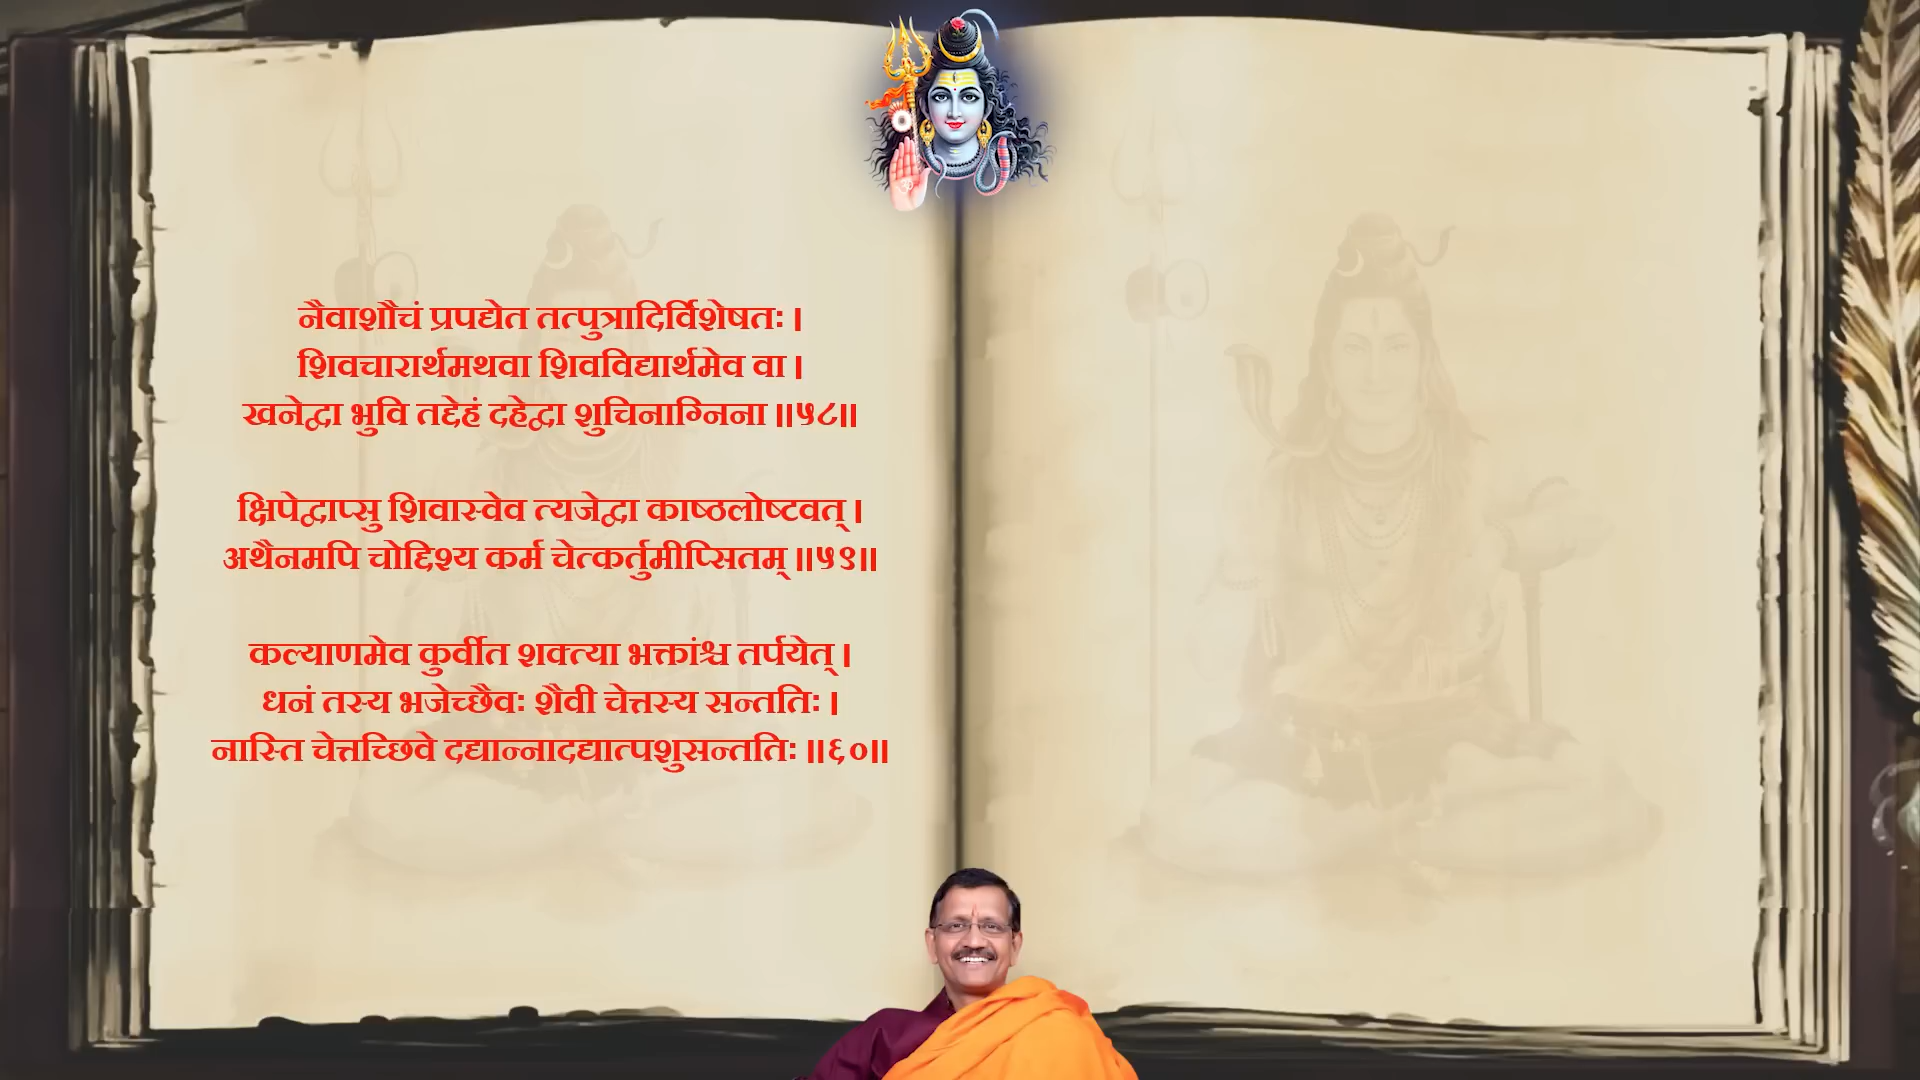 नैवाशौचं प्रपद्येत तत्पुत्रादिर्विशेषतः ।
शिवचारार्थमथवा शिवविद्यार्थमेव वा ।
खनेद्वा भुवि तद्देहं दहेद्वा शुचिनाग्निना ॥५८॥
क्षिपेद्वाप्सु शिवास्वेव त्यजेद्वा काष्ठलोष्टवत् ।
अथैनमपि चोद्दिश्य कर्म चेत्कर्तुमीप्सितम् ॥५९॥
कल्याणमेव कुर्वीत शक्त्या भक्तांश्च तर्पयेत् ।
धनं तस्य भजेच्छैवः शैवी चेत्तस्य सन्ततिः ।
नास्ति चेत्तच्छिवे दद्यान्नादद्यात्पशुसन्ततिः ॥६०॥